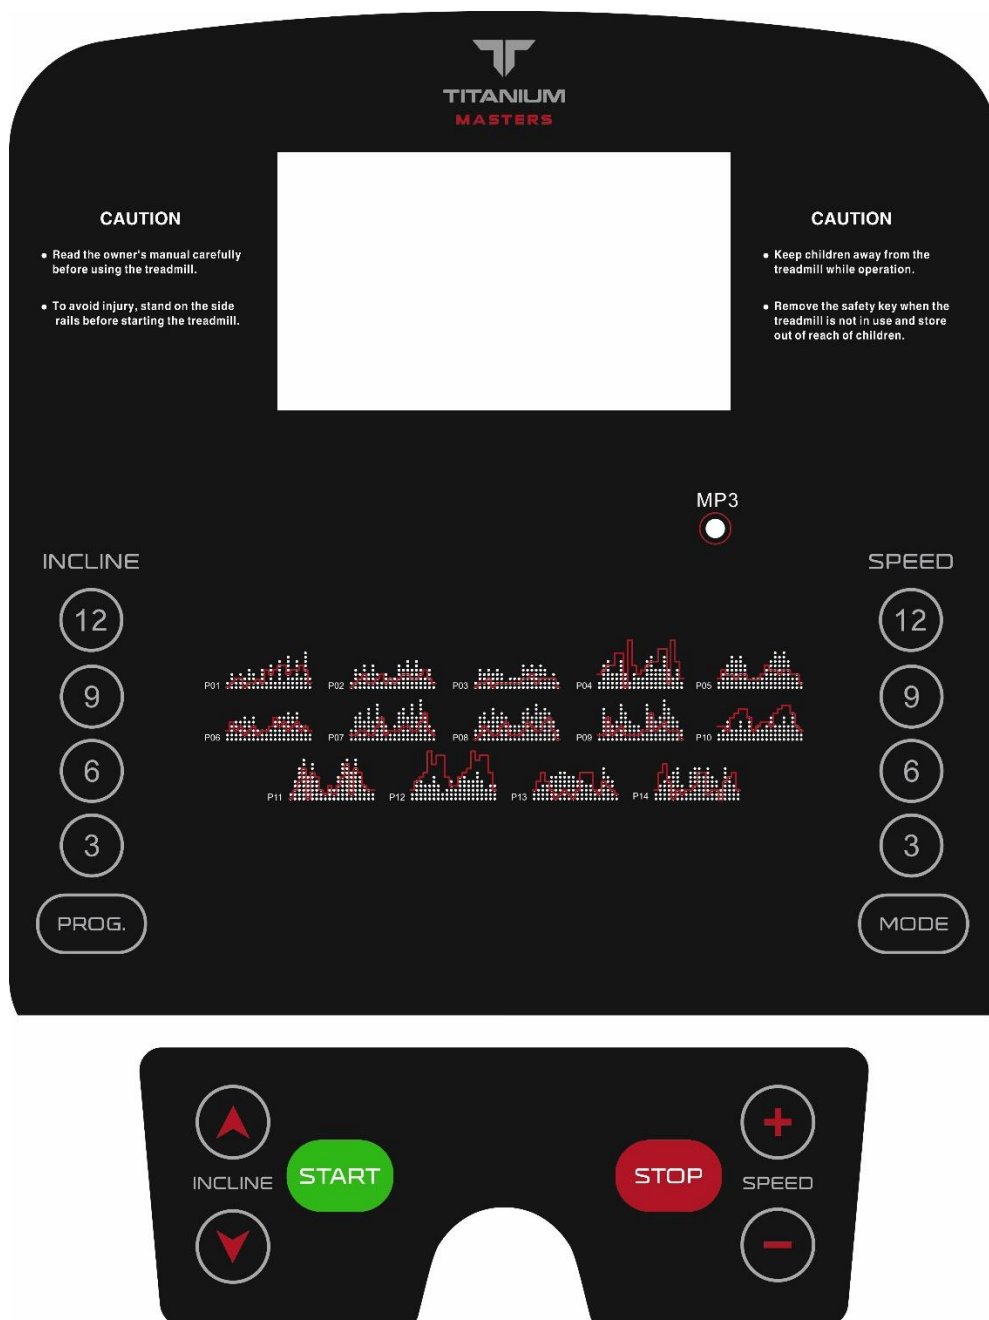 TITANIUM
MASTERS
CAUTION
● Read the owner's manual carefully
before using the treadmill.
● To avoid injury, stand on the side
rails before starting the treadmill.
CAUTION
● Keep children away from the
treadmill while operation.
● Remove the safety key when the
treadmill is not in use and store
out of reach of children.
MP3
INCLINE
12
9
6
3
PROG.
P01 P02 P03 P04 P05
P06 P07 P08 P09 P10
P11 P12 P13 P14
SPEED
12
9
6
3
MODE
INCLINE
START
STOP
SPEED
+
−